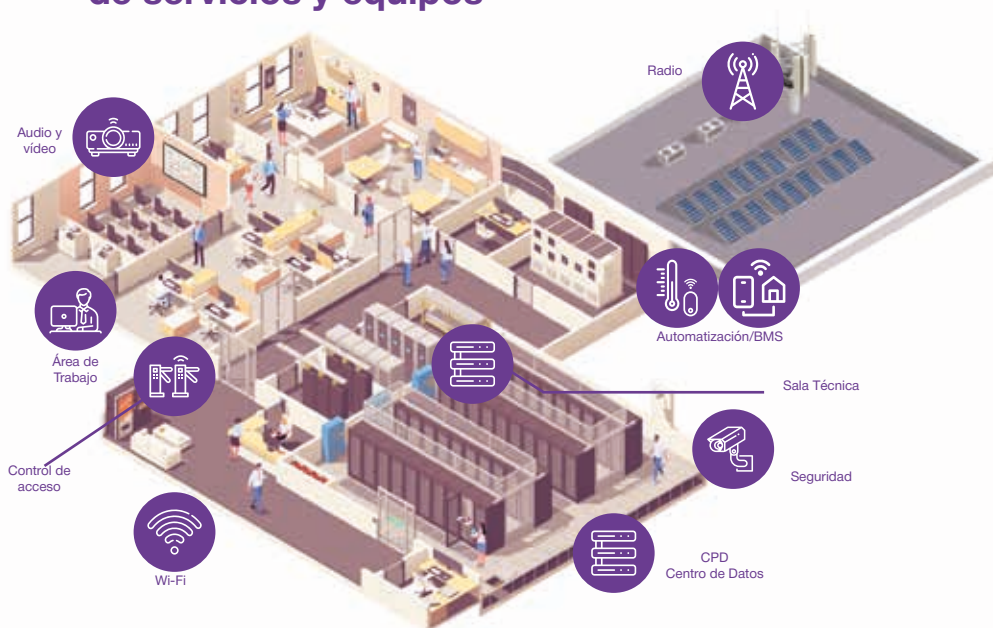 de servicios y equipos
Radio
Audio y
vídeo
Automatización/BMS
Área de
Trabajo
Sala Técnica
Control de
acceso
Seguridad
CPD
Centro de Datos
Wi-Fi